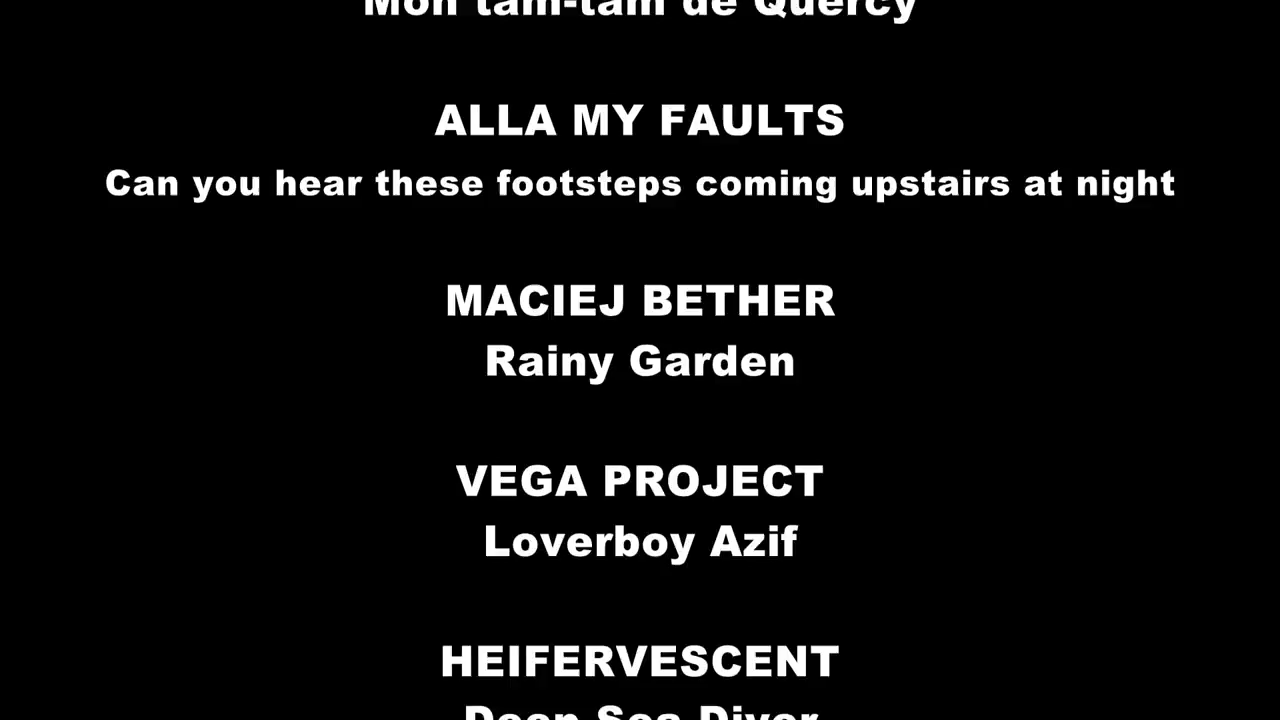 Mon tam-tam de Quercy
ALLA MY FAULTS
Can you hear these footsteps coming upstairs at night
MACIEJ BETHER
Rainy Garden
VEGA PROJECT
Loverboy Azif
HEIFERVESCENT
Deep Sea Diver